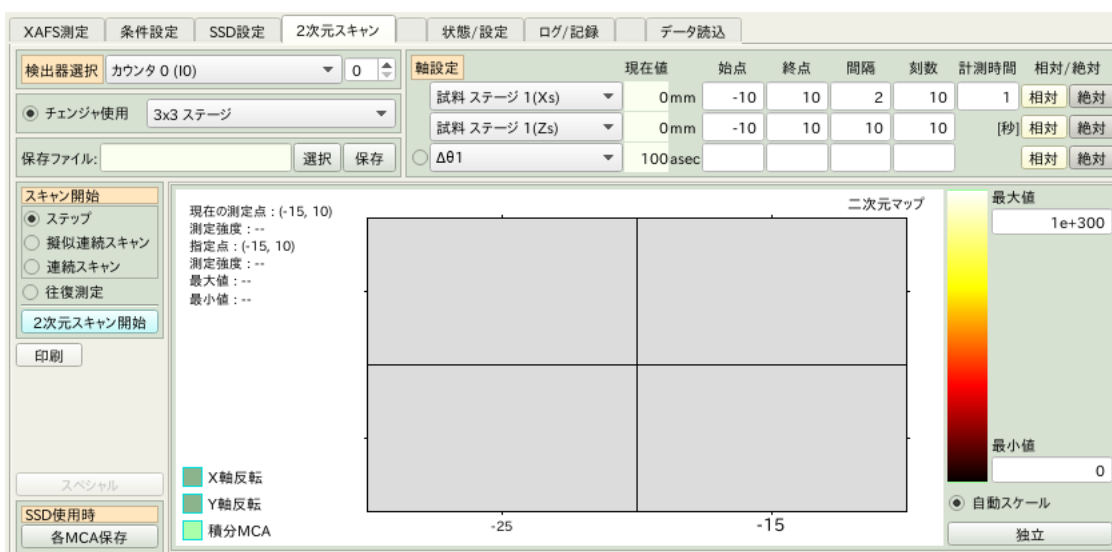 XAFS測定 条件設定 SSD設定 2次元スキャン 状態/設定 ログ/記録 データ読込
検出器選択 カウンタ 0 (I0) 0
チェンジャ使用 3x3 ステージ
保存ファイル: 選択 保存
軸設定 現在値 始点 終点 間隔 刻数 計測時間 相対/絶対
試料 ステージ 1(Xs) 0 mm -10 10 2 10 1 相対 絶対
試料 ステージ 1(Zs) 0 mm -10 10 10 10 [秒] 相対 絶対
Δθ1 100 asec 相対 絶対
スキャン開始
ステップ
擬似連続スキャン
連続スキャン
往復測定
2次元スキャン開始
印刷
スペシャル
SSD使用時
各MCA保存
現在の測定点 : (-15, 10)
測定強度 : --
指定点 : (-15, 10)
測定強度 : --
最大値 : --
最小値 : --
二次元マップ
X軸反転
Y軸反転
積分MCA
-25 -15
最大値
1e+300
最小値
0
自動スケール
独立